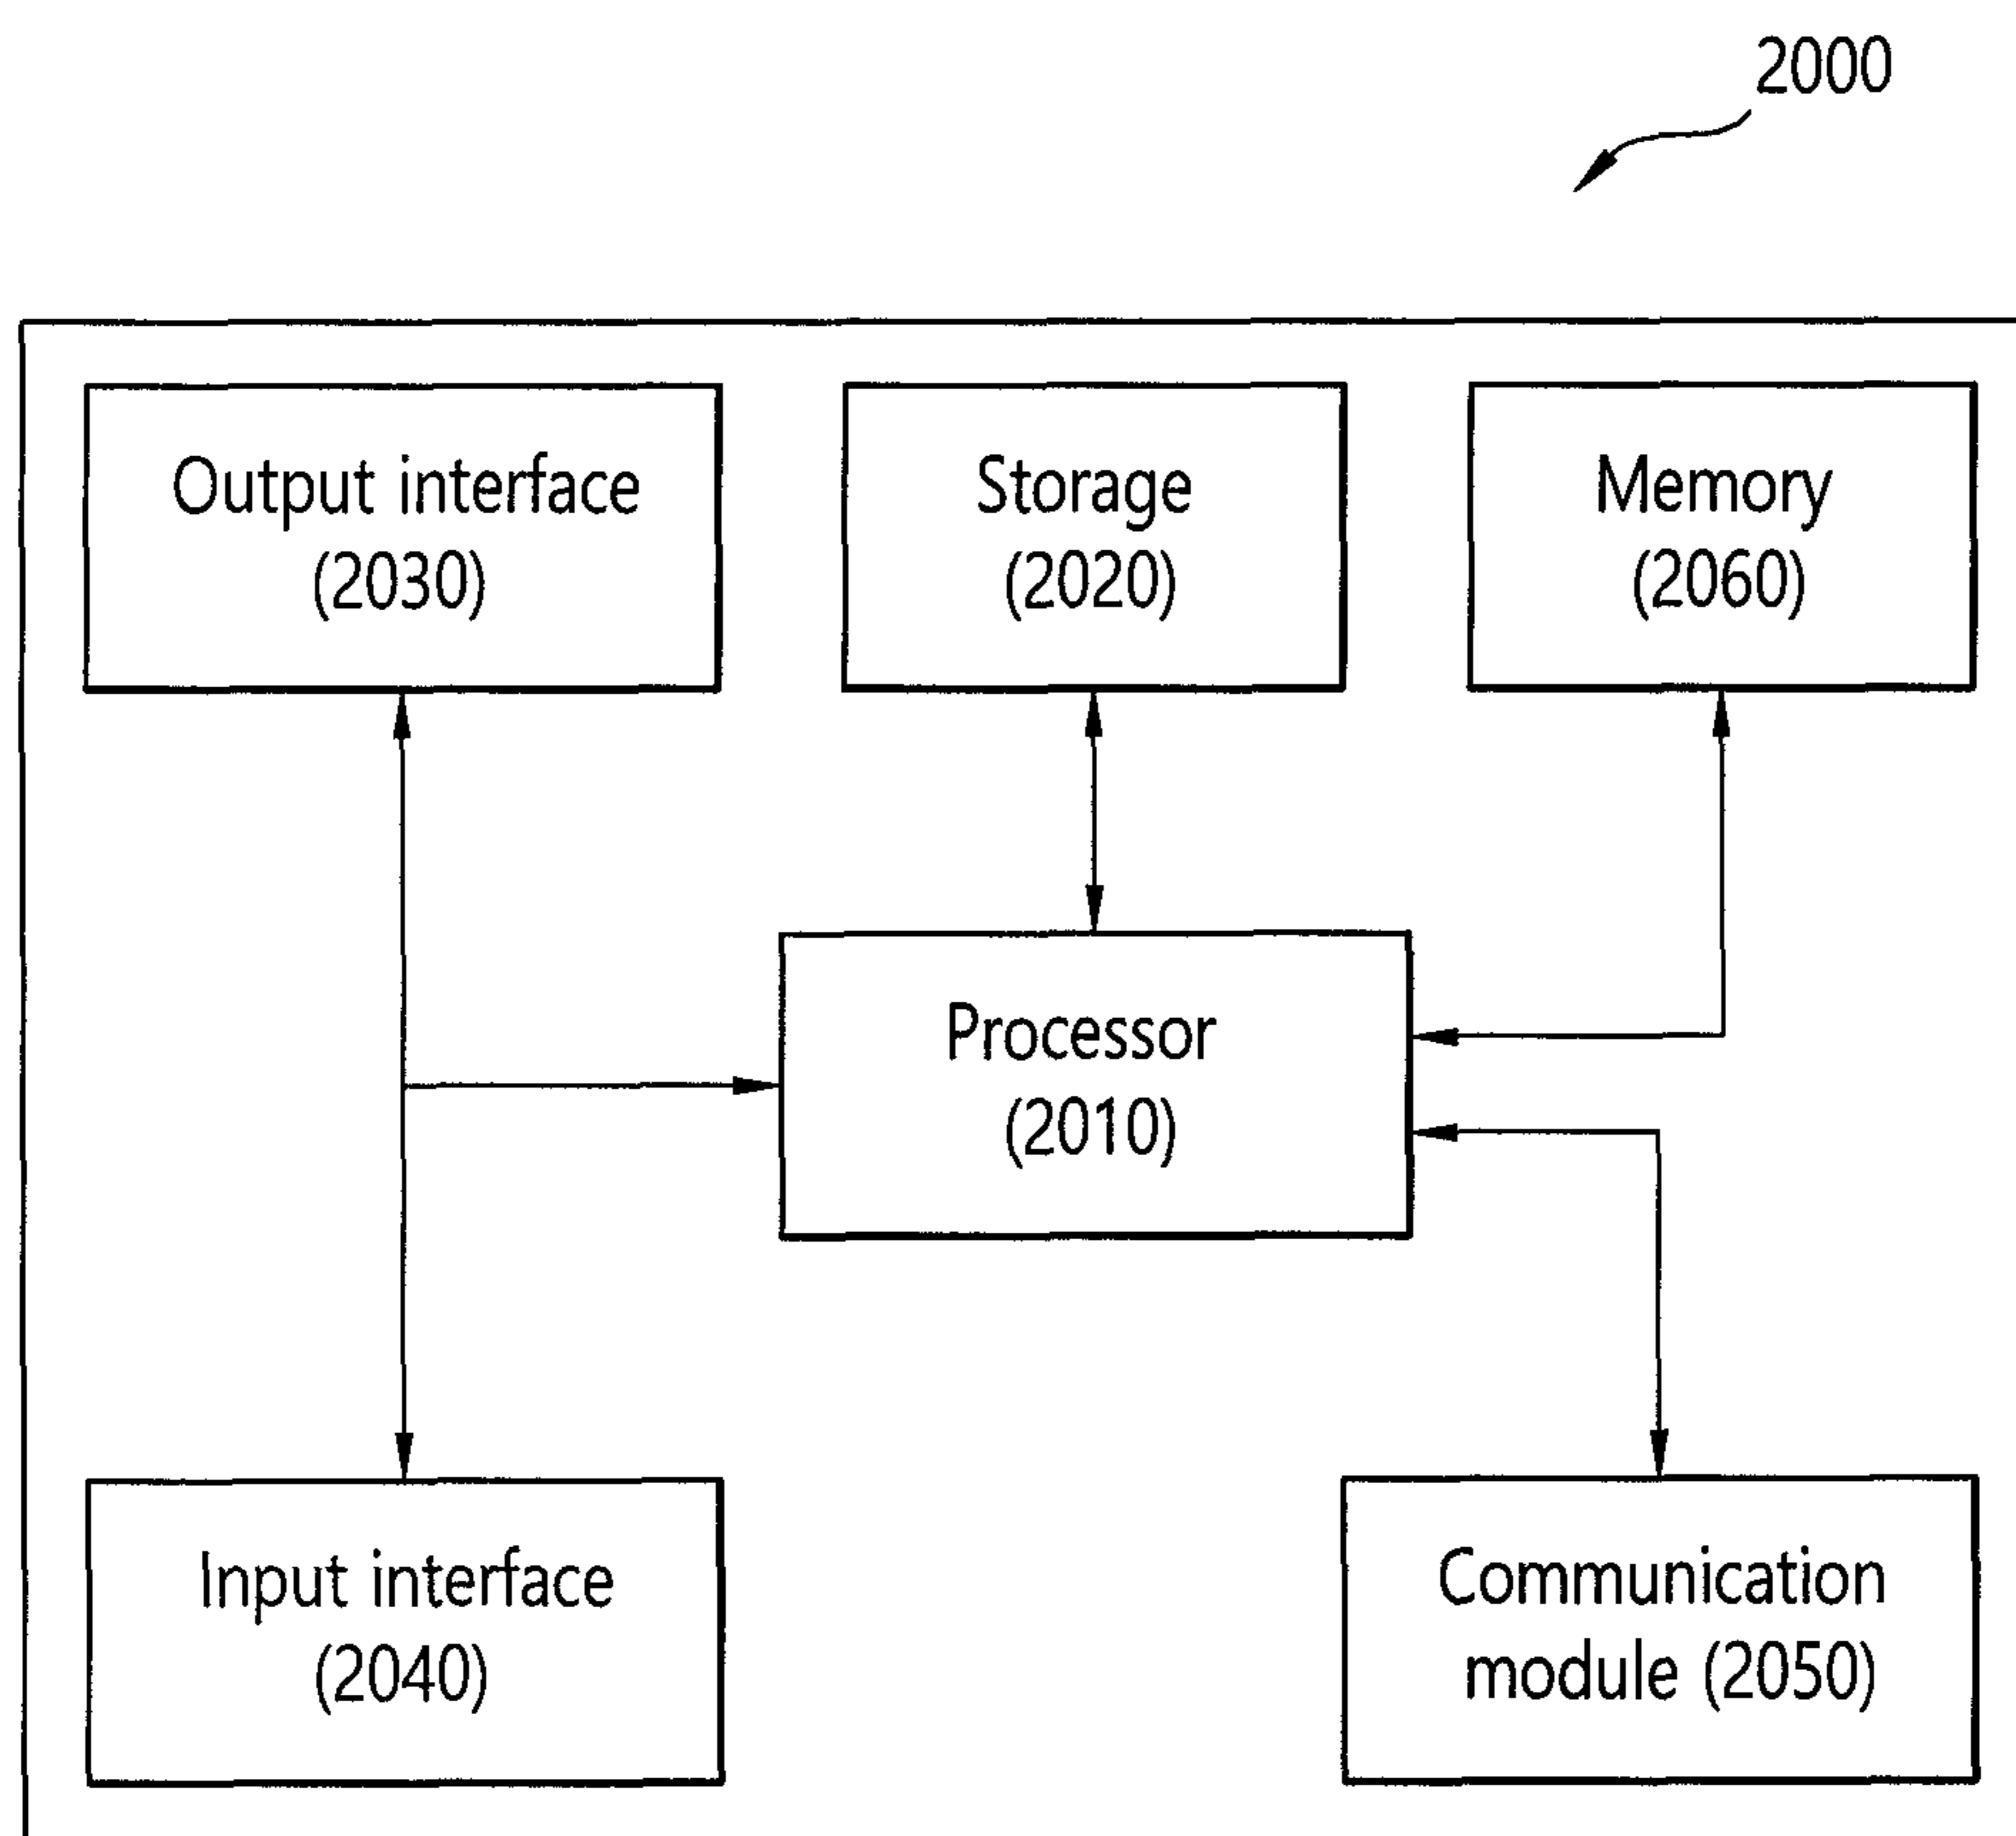 2000
Output interface
(2030)
Storage
(2020)
Memory
(2060)
Processor
(2010)
Input interface
(2040)
Communication
module (2050)